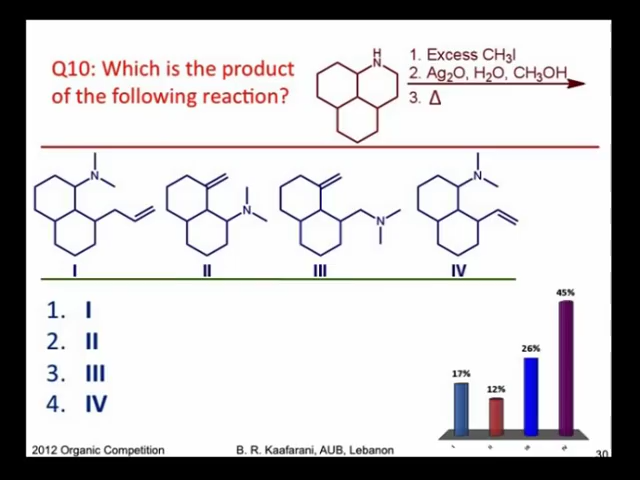 Q10: Which is the product
of the following reaction?
H
N
1. Excess CH₃I
2. Ag₂O, H₂O, CH₃OH
3. Δ
N
N
N
N
I
II
III
IV
1. I
2. II
3. III
4. IV
17%
12%
26%
45%
2012 Organic Competition
B. R. Kaafarani, AUB, Lebanon
30